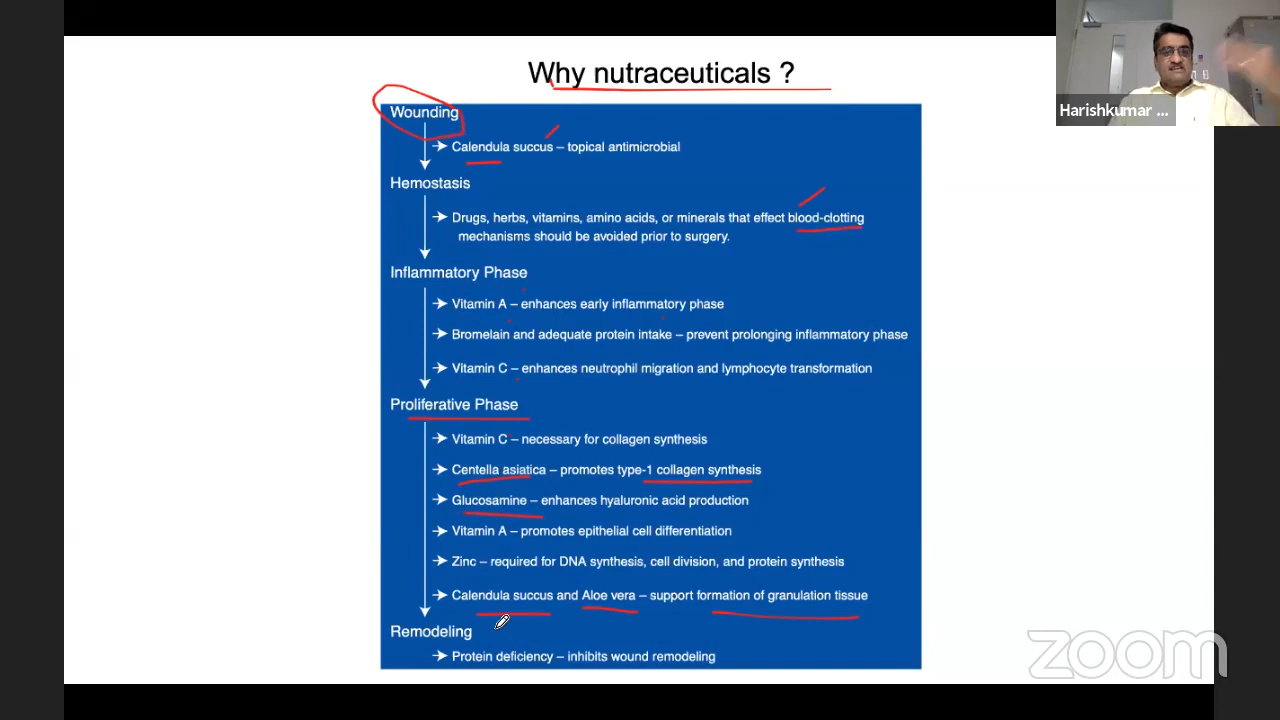 Why nutraceuticals ?
Harishkumar ...
Wounding
Calendula succus – topical antimicrobial
Hemostasis
Drugs, herbs, vitamins, amino acids, or minerals that effect blood-clotting
mechanisms should be avoided prior to surgery.
Inflammatory Phase
Vitamin A – enhances early inflammatory phase
Bromelain and adequate protein intake – prevent prolonging inflammatory phase
Vitamin C – enhances neutrophil migration and lymphocyte transformation
Proliferative Phase
Vitamin C – necessary for collagen synthesis
Centella asiatica – promotes type-1 collagen synthesis
Glucosamine – enhances hyaluronic acid production
Vitamin A – promotes epithelial cell differentiation
Zinc – required for DNA synthesis, cell division, and protein synthesis
Calendula succus and Aloe vera – support formation of granulation tissue
Remodeling
Protein deficiency – inhibits wound remodeling
zoom